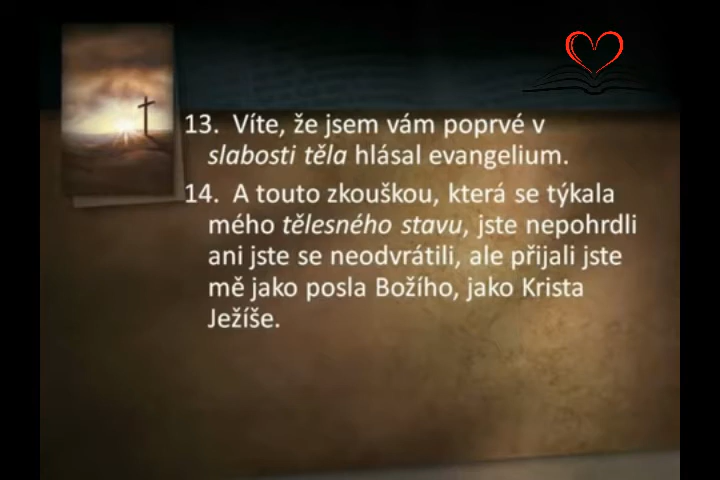 13. Víte, že jsem vám poprvé v
slabosti těla hlásal evangelium.
14. A touto zkouškou, která se týkala
mého tělesného stavu, jste nepohrdli
ani jste se neodvrátili, ale přijali jste
mě jako posla Božího, jako Krista
Ježíše.